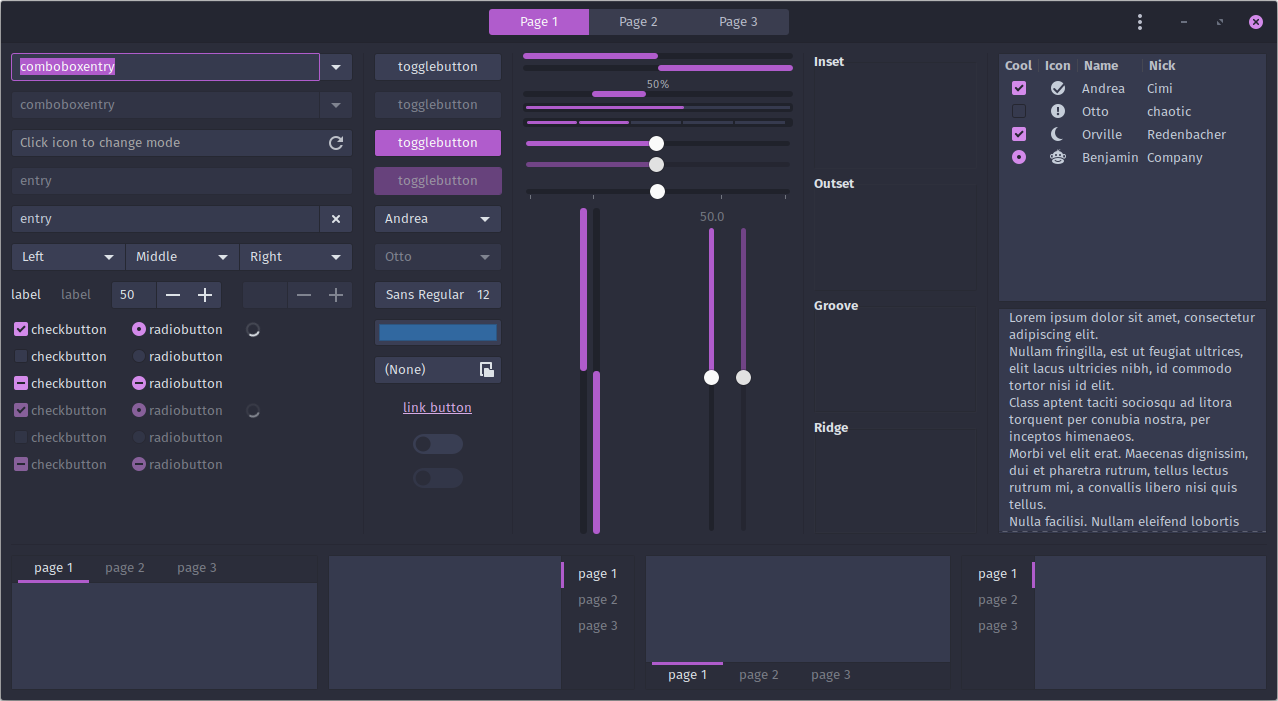 Page 1 Page 2 Page 3
comboboxentry
comboboxentry
Click icon to change mode
entry
entry
Left Middle Right
label label 50
checkbutton radiobutton
checkbutton radiobutton
checkbutton radiobutton
checkbutton radiobutton
checkbutton radiobutton
checkbutton radiobutton
togglebutton
togglebutton
togglebutton
togglebutton
Andrea
Otto
Sans Regular 12
(None)
link button
50%
50.0
Inset
Outset
Groove
Ridge
Cool Icon Name Nick
Andrea Cimi
Otto chaotic
Orville Redenbacher
Benjamin Company
Lorem ipsum dolor sit amet, consectetur
adipiscing elit.
Nullam fringilla, est ut feugiat ultrices,
elit lacus ultricies nibh, id commodo
tortor nisi id elit.
Class aptent taciti sociosqu ad litora
torquent per conubia nostra, per
inceptos himenaeos.
Morbi vel elit erat. Maecenas dignissim,
dui et pharetra rutrum, tellus lectus
rutrum mi, a convallis libero nisi quis
tellus.
Nulla facilisi. Nullam eleifend lobortis
page 1 page 2 page 3
page 1
page 2
page 3
page 1 page 2 page 3
page 1
page 2
page 3